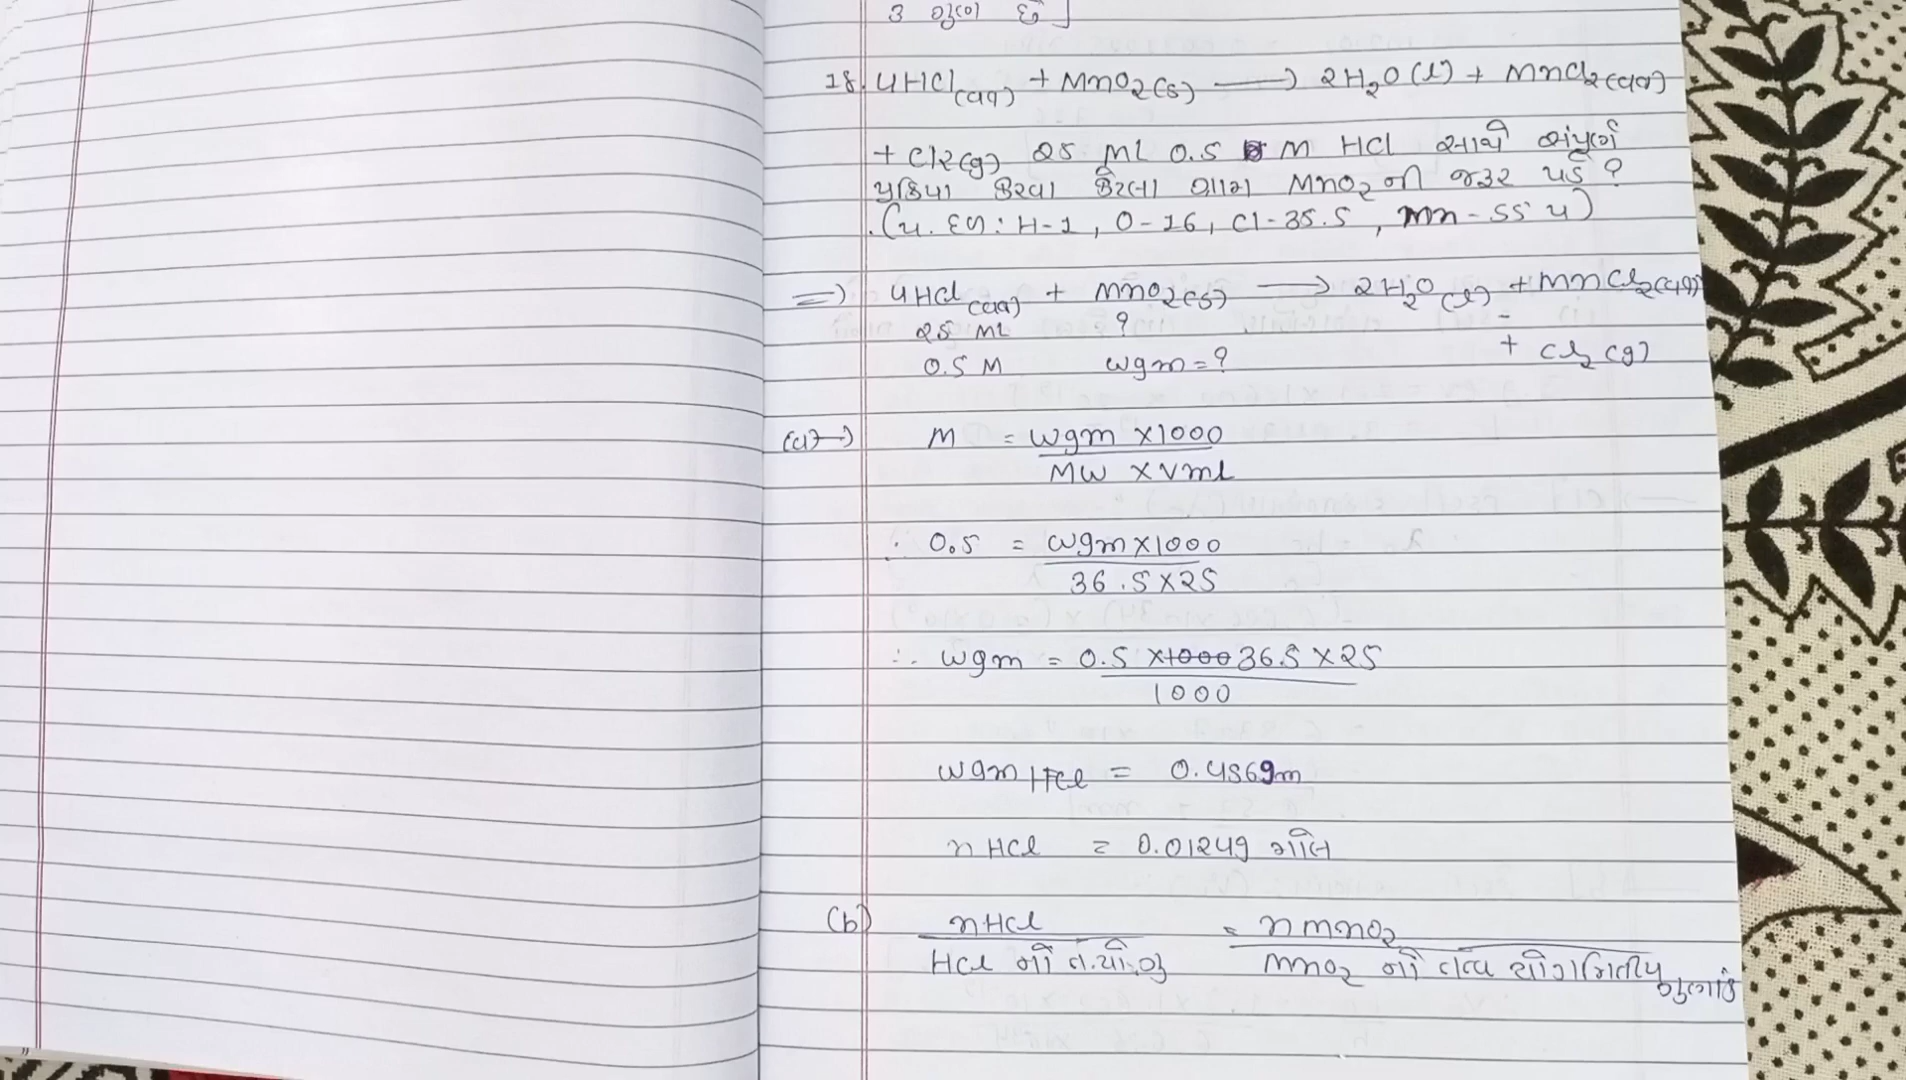 3 ગુણ છે]
18. 4HCl(aq) + MnO2(s) ⟶ 2H2O(l) + MnCl2(aq)
+ Cl2(g) 25 ML 0.5 M HCl સાથે સંપૂર્ણ
પ્રક્રિયા કરવા કેટલા ગ્રામ MnO2 ની જરૂર પડે ?
(પ. દળ : H-1, O-16, Cl-35.5, Mn-55 u)
⇒) 4HCl(aq) + MnO2(s) ⟶ 2H2O(l) + MnCl2(aq)
25 ML ?
+ Cl2(g)
0.5 M wgm = ?
(a)→) M = wgm ×1000
MW × Vml
∴ 0.5 = wgm×1000
36.5×25
∴ wgm = 0.5 ×1000 36.5 ×25
1000
wgm HCl = 0.4569m
n HCl = 0.01249 મોલ
(b) nHCl = nMnO2
HCl નો ત.યો.ગુ MnO2 નો તત્વ યોગમિતીય
ગુણાંક